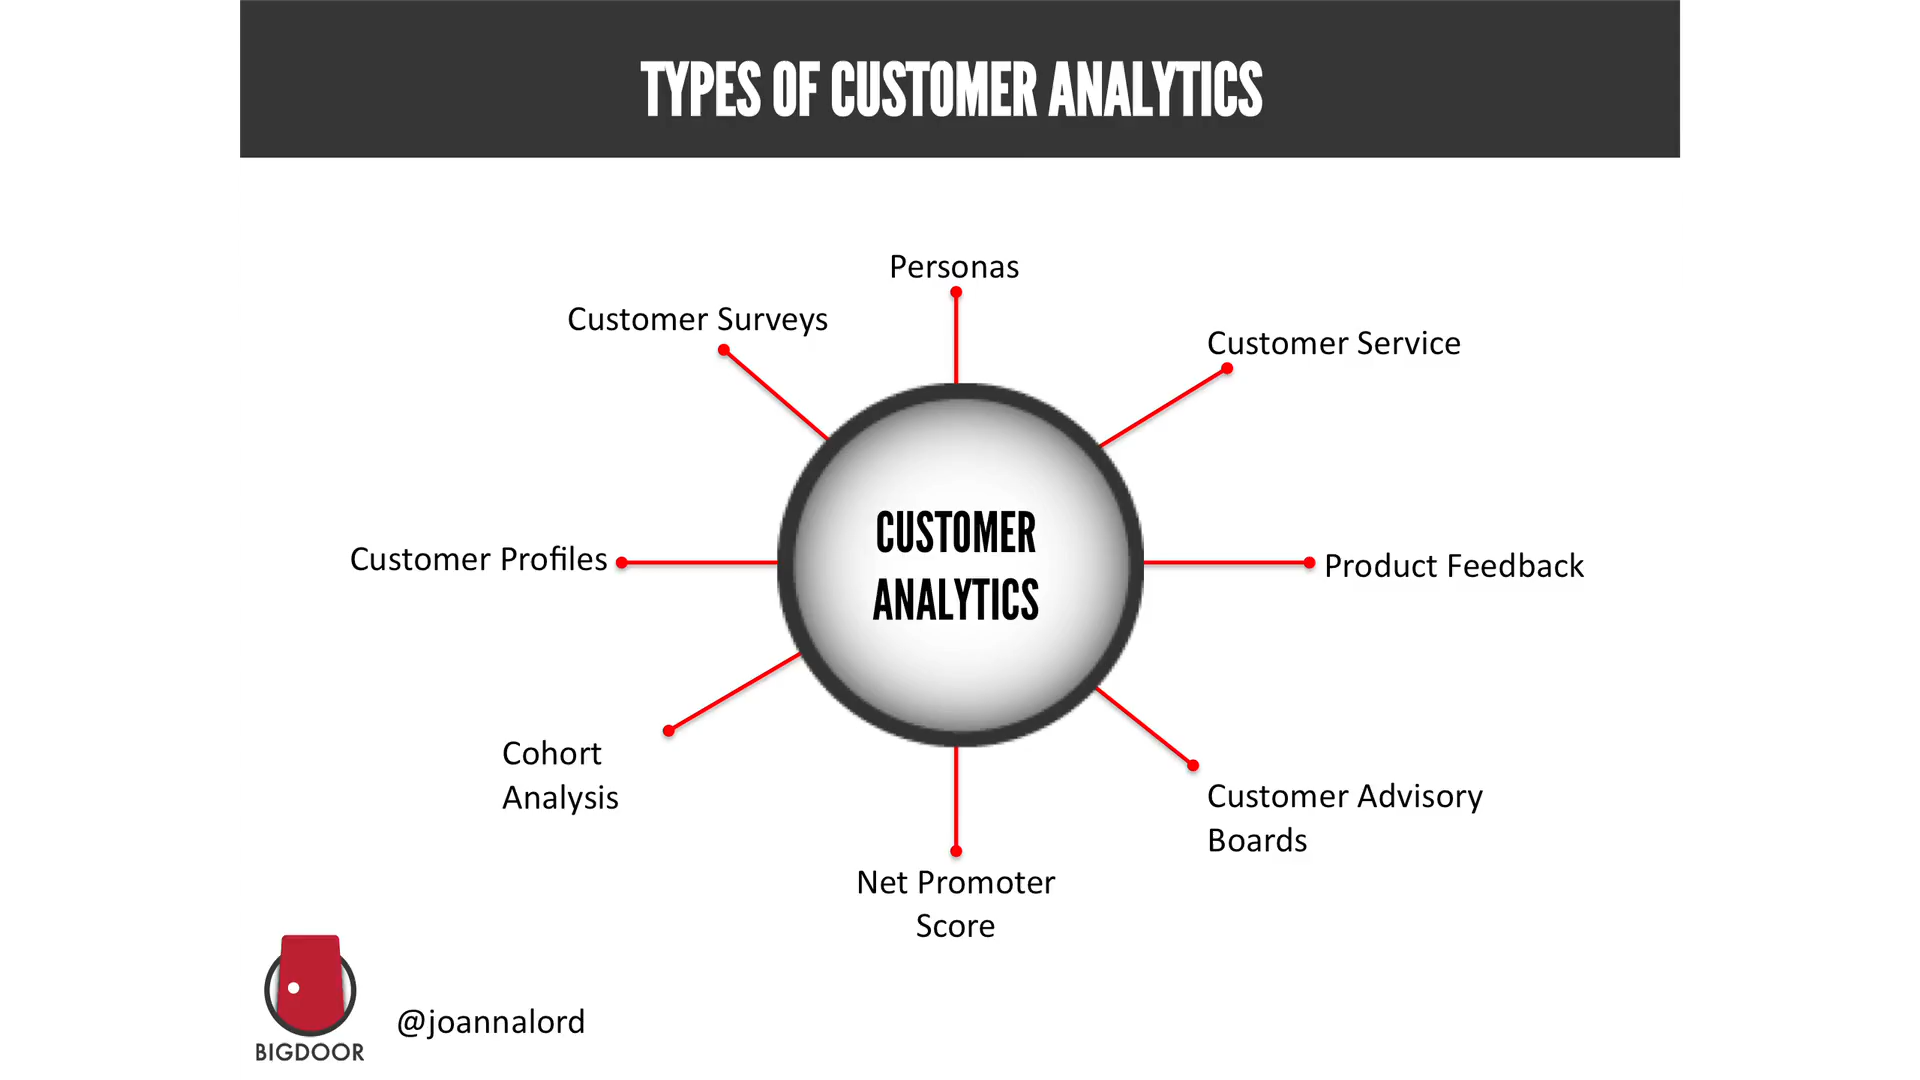 TYPES OF CUSTOMER ANALYTICS
Personas
Customer Surveys
Customer Service
CUSTOMER
ANALYTICS
Customer Profiles
Product Feedback
Cohort
Analysis
Customer Advisory
Boards
Net Promoter
Score
@joannalord
BIGDOOR